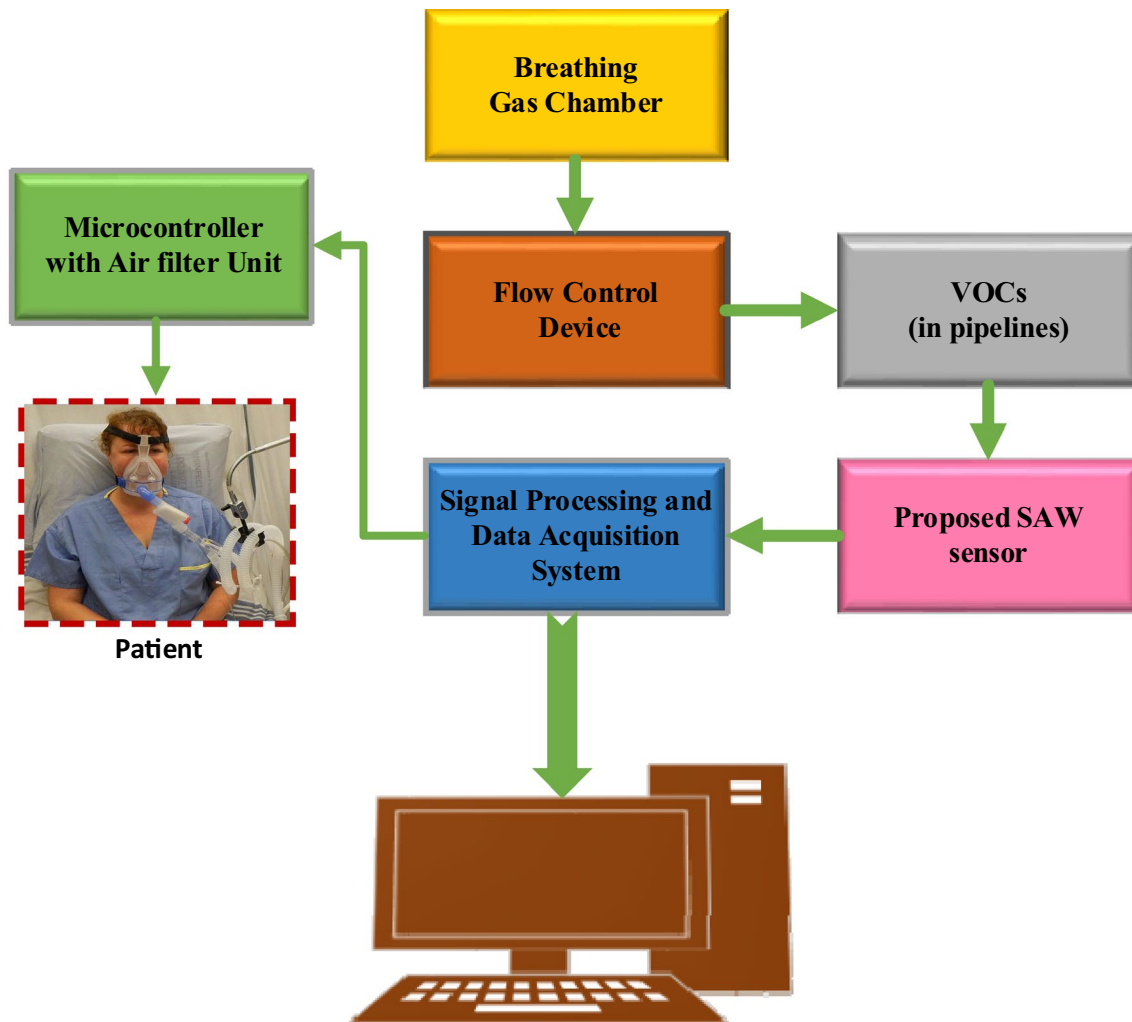 Breathing
Gas Chamber
Microcontroller
with Air filter Unit
Flow Control
Device
VOCs
(in pipelines)
Signal Processing and
Data Acquisition
System
Proposed SAW
sensor
Patient